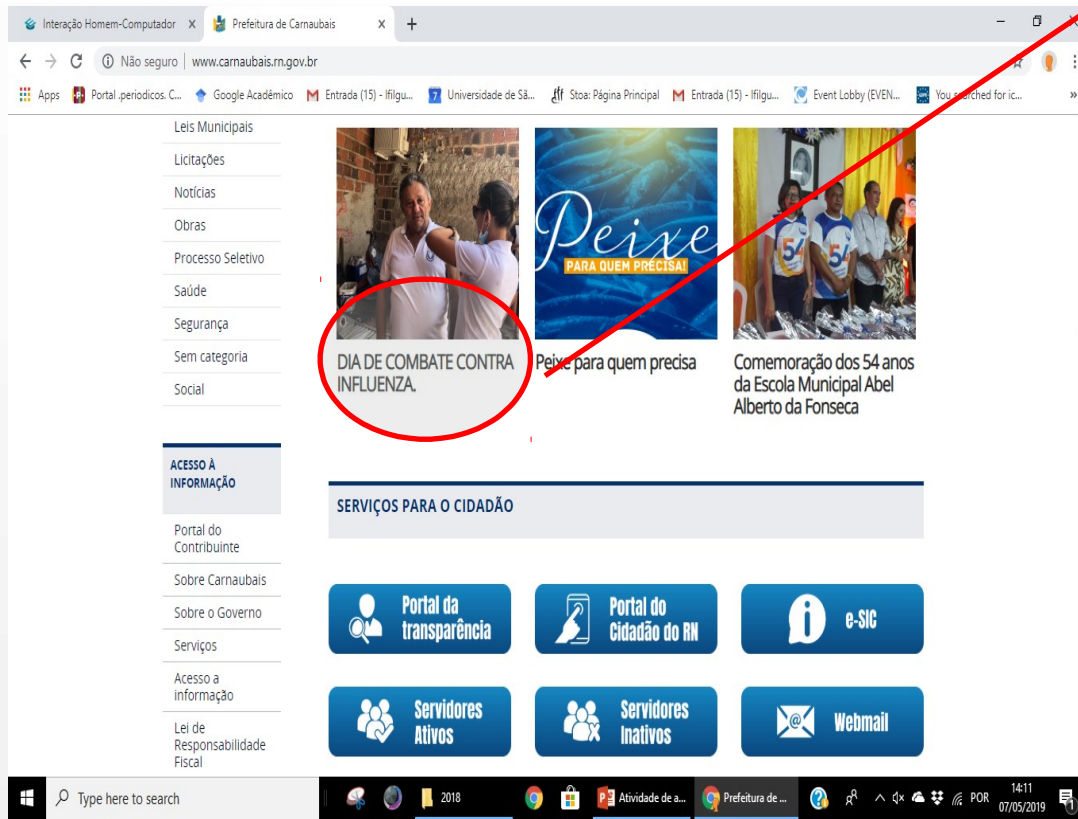 Interação Homem-Computador
Prefeitura de Carnaubais
Não seguro | www.carnaubais.rn.gov.br
Apps Portal .periodicos. C... Google Acadêmico Entrada (15) - lfilgu... Universidade de Sã... Stoa: Página Principal Entrada (15) - lfilgu... Event Lobby (EVEN... You searched for ic... »
Leis Municipais
Licitações
Notícias
Obras
Processo Seletivo
Saúde
Segurança
Sem categoria
Social
ACESSO À
INFORMAÇÃO
Portal do
Contribuinte
Sobre Carnaubais
Sobre o Governo
Serviços
Acesso a
informação
Lei de
Responsabilidade
Fiscal
Peixe
PARA QUEM PRECISA!
54
54
DIA DE COMBATE CONTRA
INFLUENZA.
Peixe para quem precisa
Comemoração dos 54 anos
da Escola Municipal Abel
Alberto da Fonseca
SERVIÇOS PARA O CIDADÃO
Portal da
transparência
Portal do
Cidadão do RN
e-SIC
Servidores
Ativos
Servidores
Inativos
Webmail
Type here to search
2018
Atividade de a...
Prefeitura de ...
POR
14:11
07/05/2019